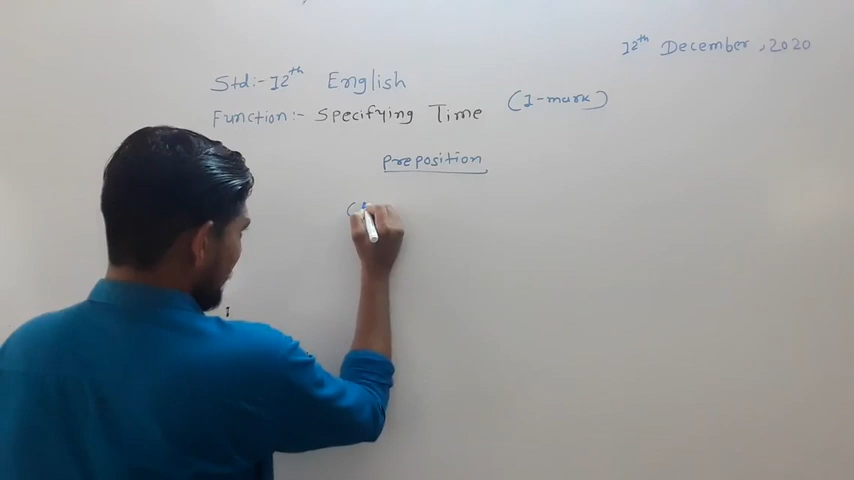 12th December, 2020
Std:- 12th English
Function:- Specifying Time (1-mark)
Preposition
(